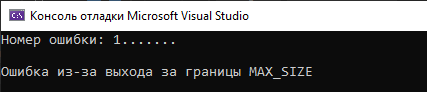 Консоль отладки Microsoft Visual Studio
Номер ошибки: 1.......
Ошибка из-за выхода за границы MAX_SIZE